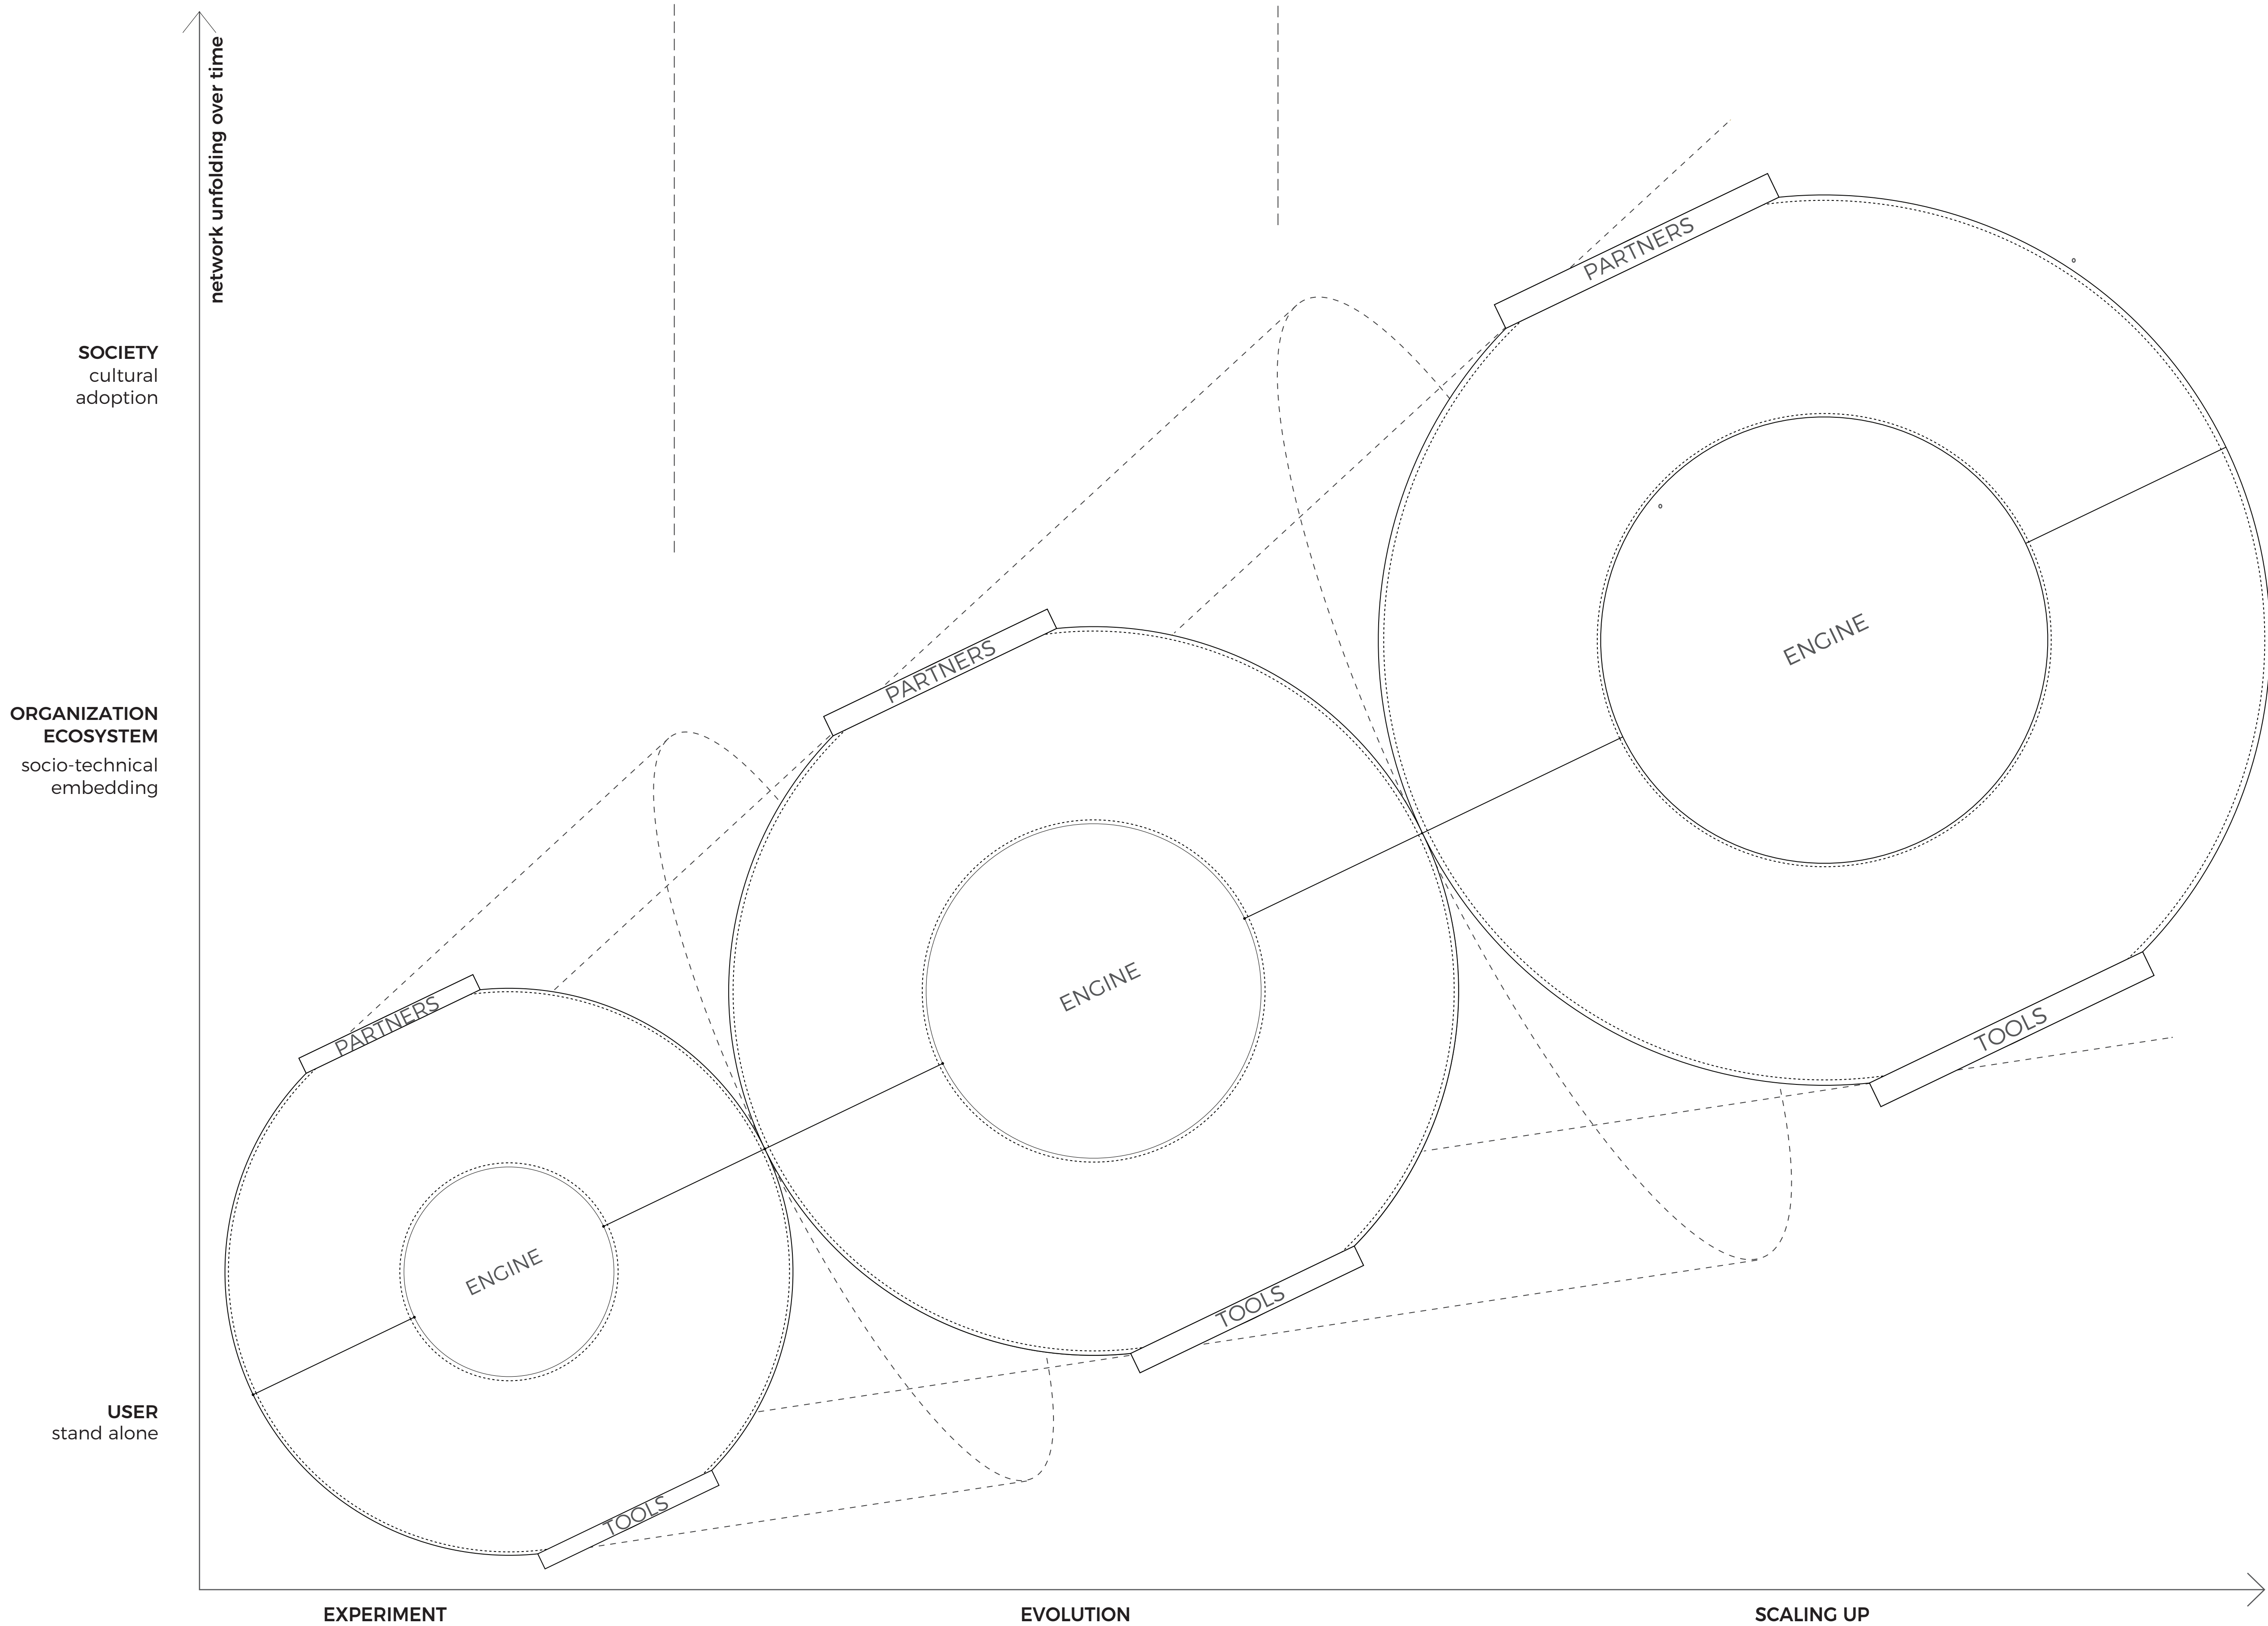 network unfolding over time
SOCIETY
cultural
adoption
ORGANIZATION
ECOSYSTEM
socio-technical
embedding
USER
stand alone
PARTNERS
ENGINE
TOOLS
PARTNERS
ENGINE
TOOLS
PARTNERS
ENGINE
TOOLS
EXPERIMENT
EVOLUTION
SCALING UP